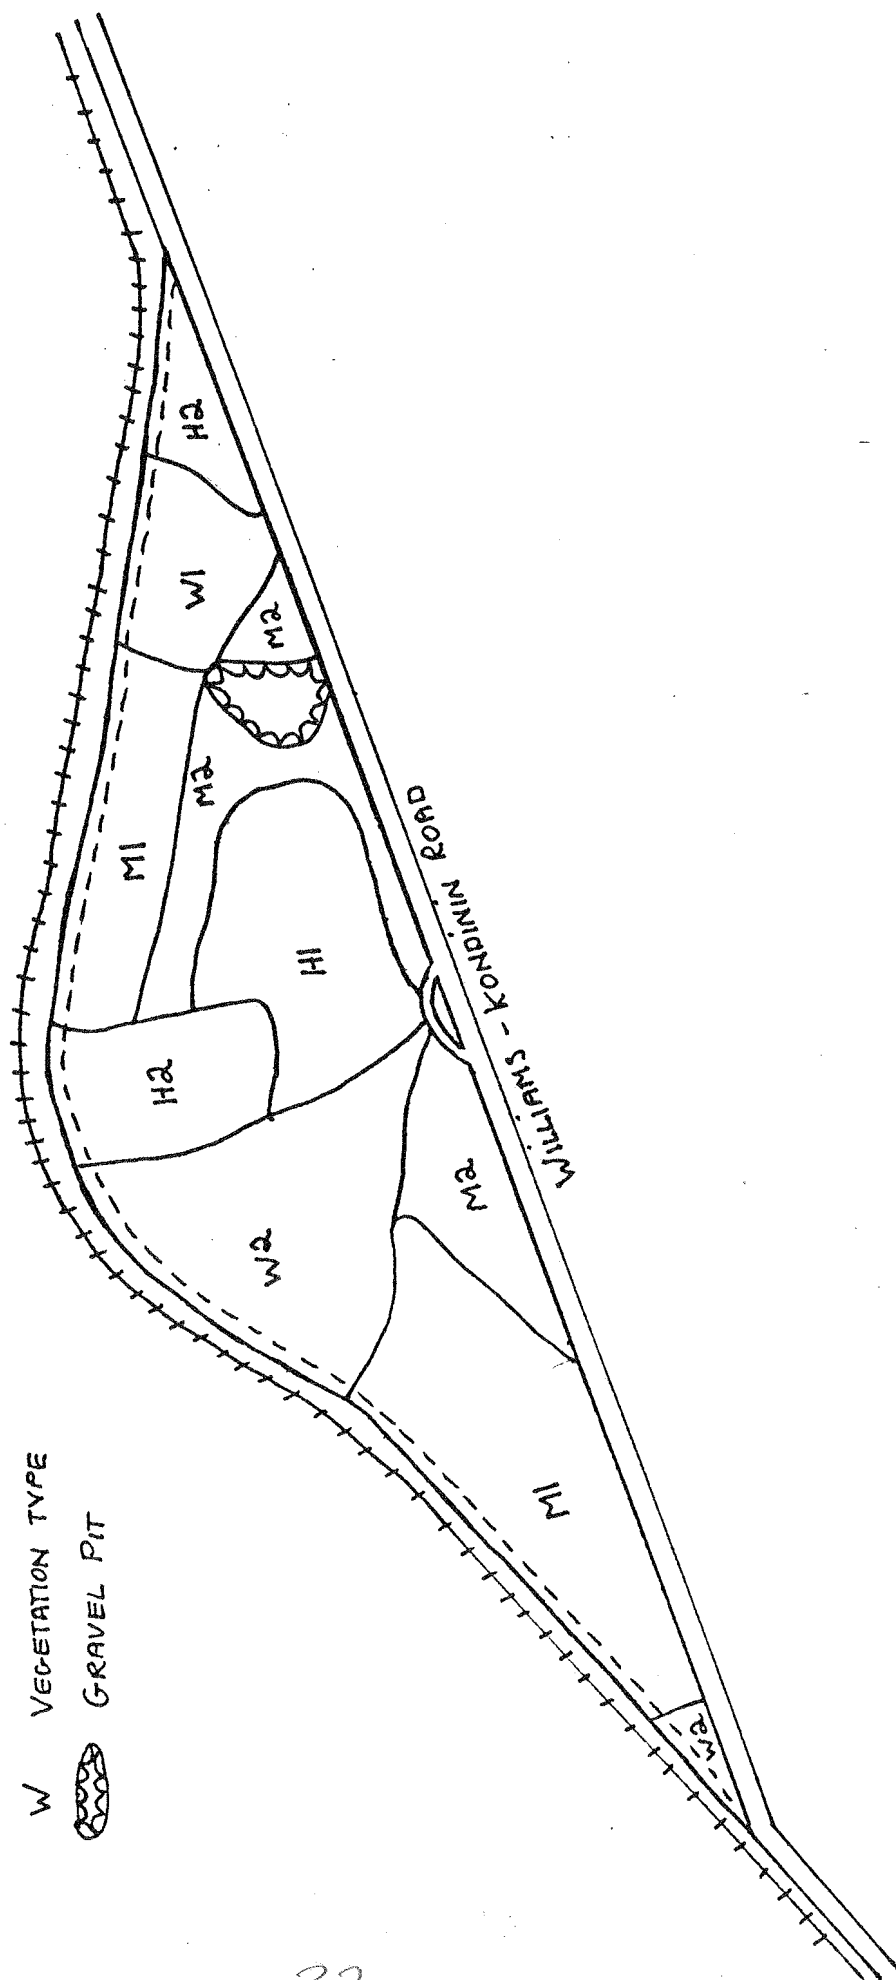 W VEGETATION TYPE
GRAVEL PIT
H2
W1
M2
M2
M1
H1
H2
W2
M2
M1
W2
WILLIAMS - KONDININ ROAD